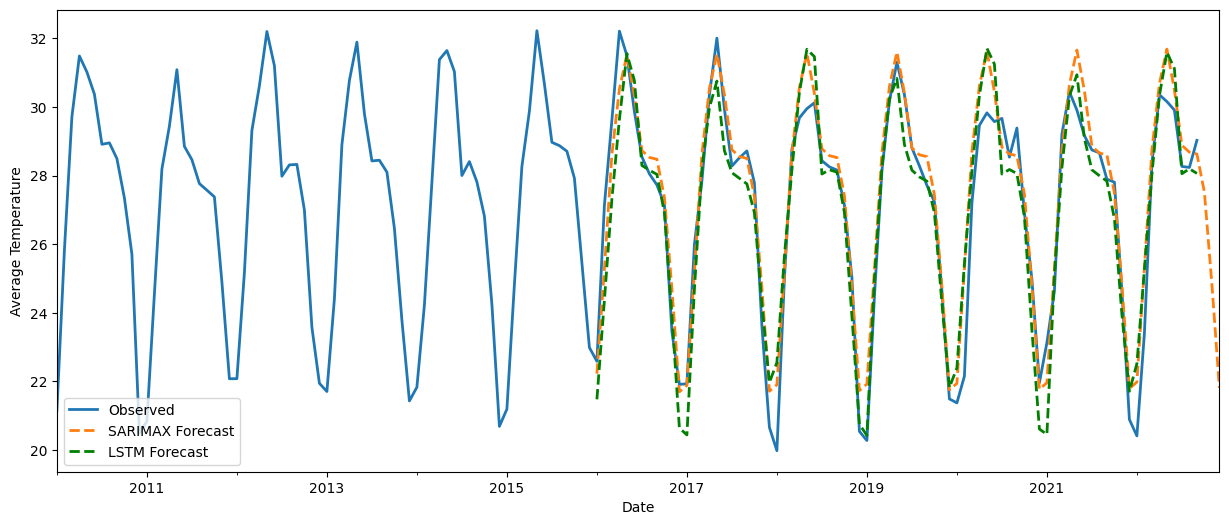 32
30
28
26
24
22
20
Average Temperature
Observed
SARIMAX Forecast
LSTM Forecast
2011 2013 2015 2017 2019 2021
Date